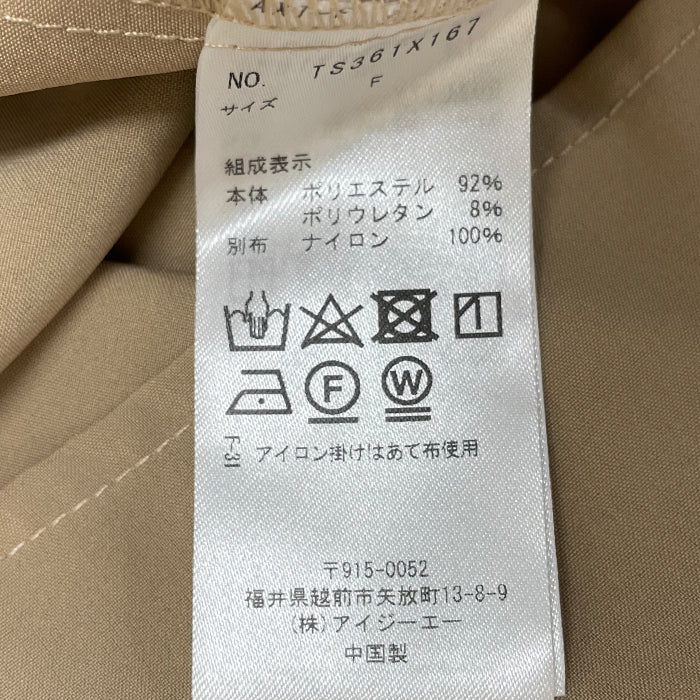 NO. TS361X167
サイズ F
組成表示
本体 ポリエステル 92%
ポリウレタン 8%
別布 ナイロン 100%
F W
アイロン掛けはあて布使用
〒915-0052
福井県越前市矢放町13-8-9
(株)アイジーエー
中国製